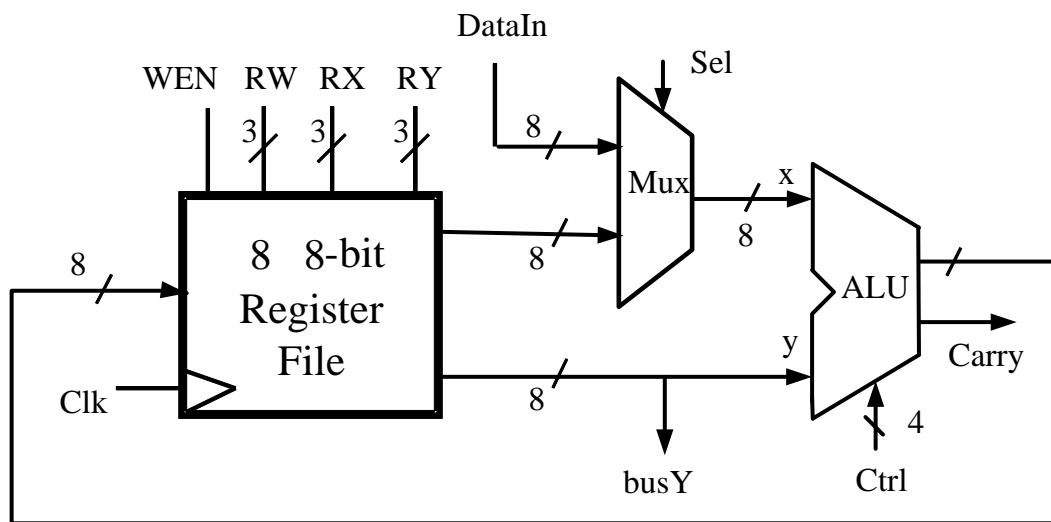 DataIn
Sel
WEN RW RX RY
3 3 3
8
Mux
x
8
8
8 8-bit
Register
File
8
ALU
y
Carry
Clk
8
4
busY
Ctrl